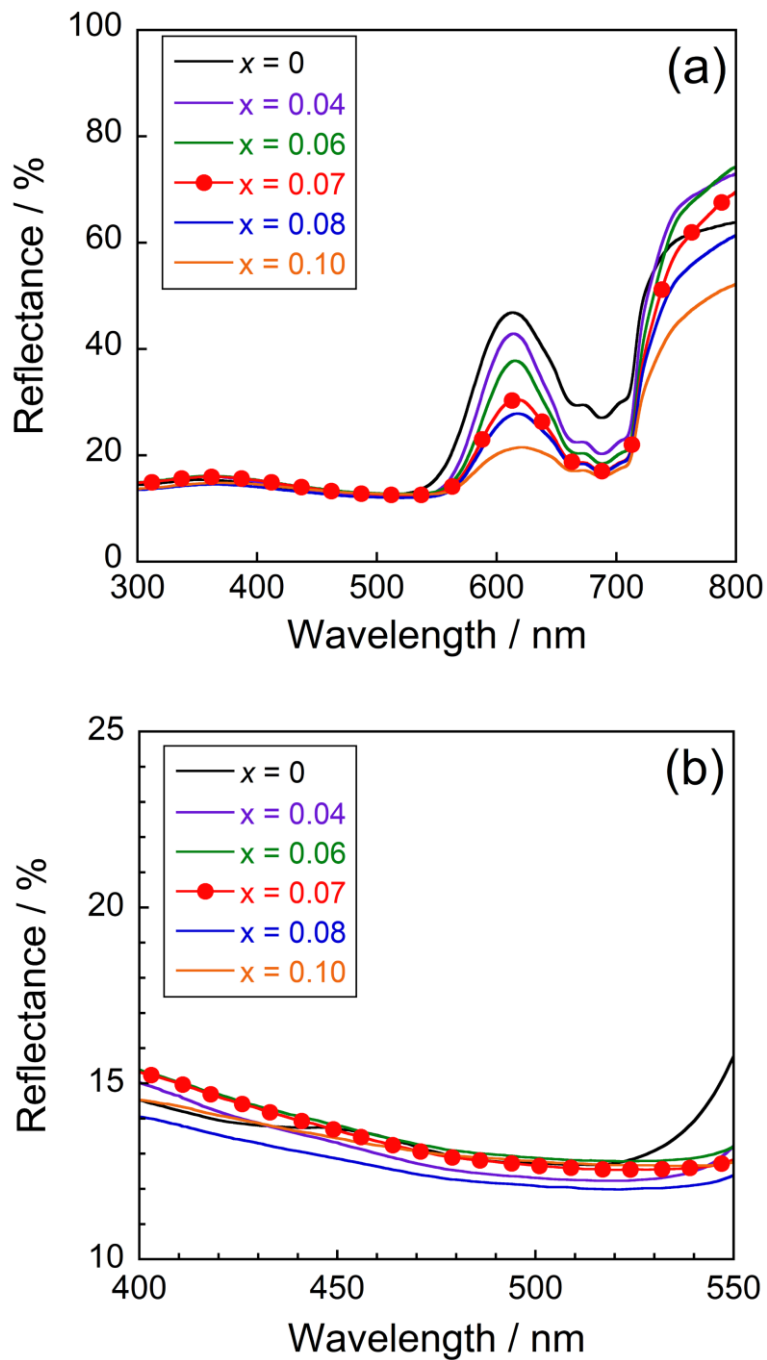 100
80
60
40
20
0
Reflectance / %
(a)
x = 0
x = 0.04
x = 0.06
x = 0.07
x = 0.08
x = 0.10
300 400 500 600 700 800
Wavelength / nm
25
20
15
10
Reflectance / %
(b)
x = 0
x = 0.04
x = 0.06
x = 0.07
x = 0.08
x = 0.10
400 450 500 550
Wavelength / nm